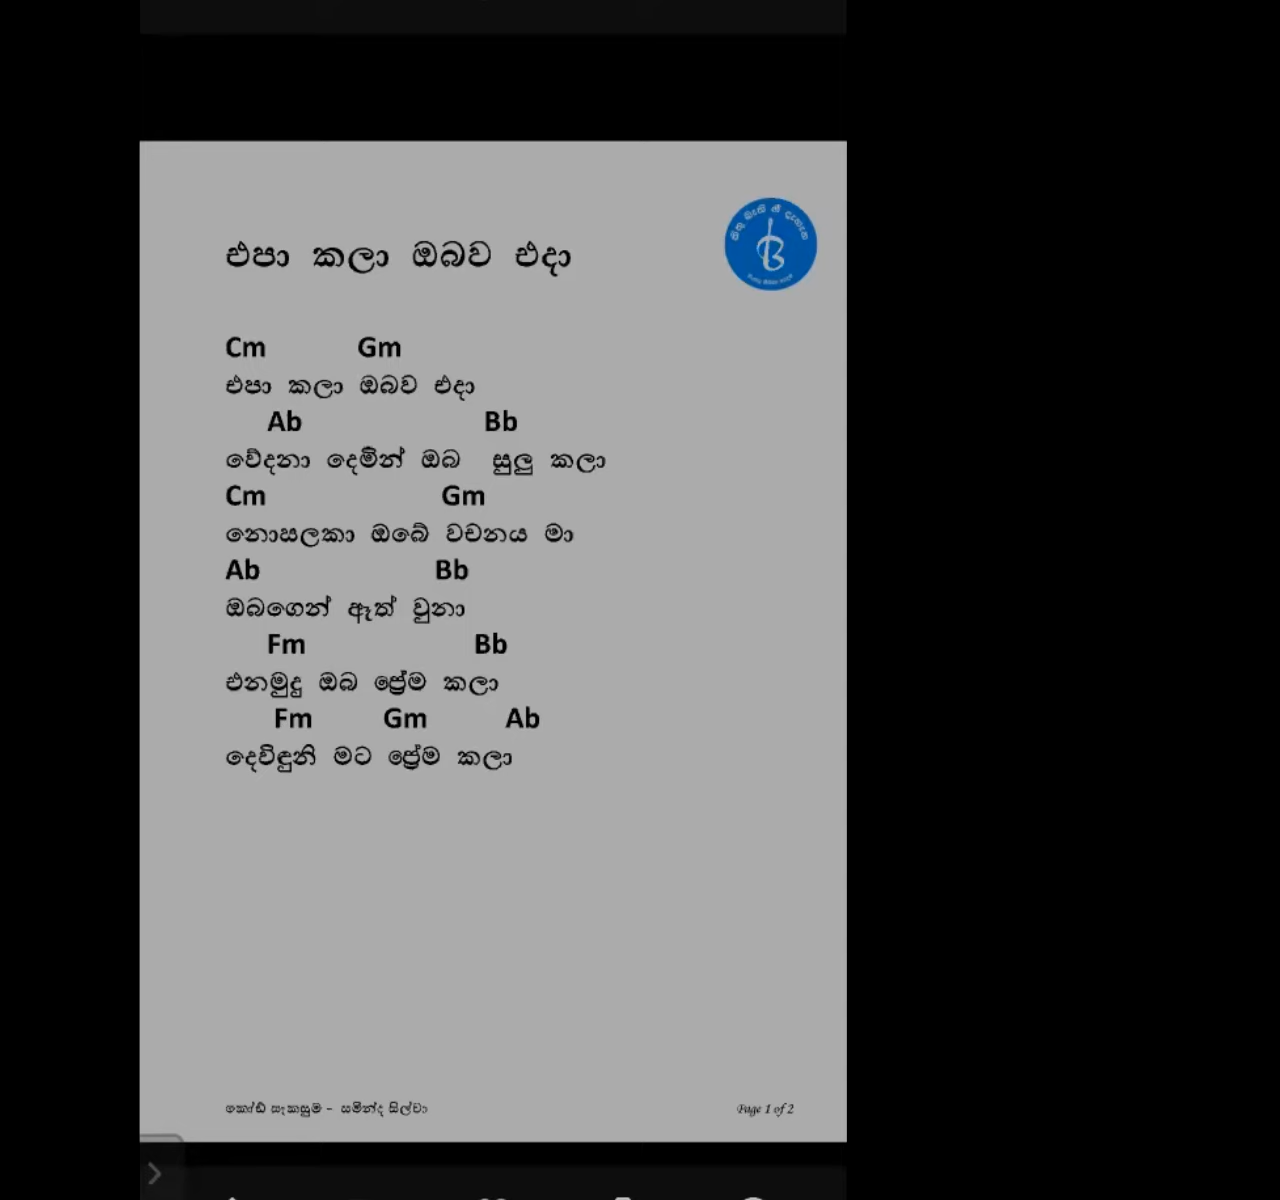 එපා කලා ඔබව එදා
Cm Gm
එපා කලා ඔබව එදා
Ab Bb
වේදනා දෙමින් ඔබ සුලු කලා
Cm Gm
නොසලකා ඔබේ වචනය මා
Ab Bb
ඔබගෙන් ඈත් වුනා
Fm Bb
එනමුදු ඔබ ප්‍රේම කලා
Fm Gm Ab
දෙවිඳුනි මට ප්‍රේම කලා
කෝඩ් සැකසුම - සමින්ද සිල්වා
Page 1 of 2